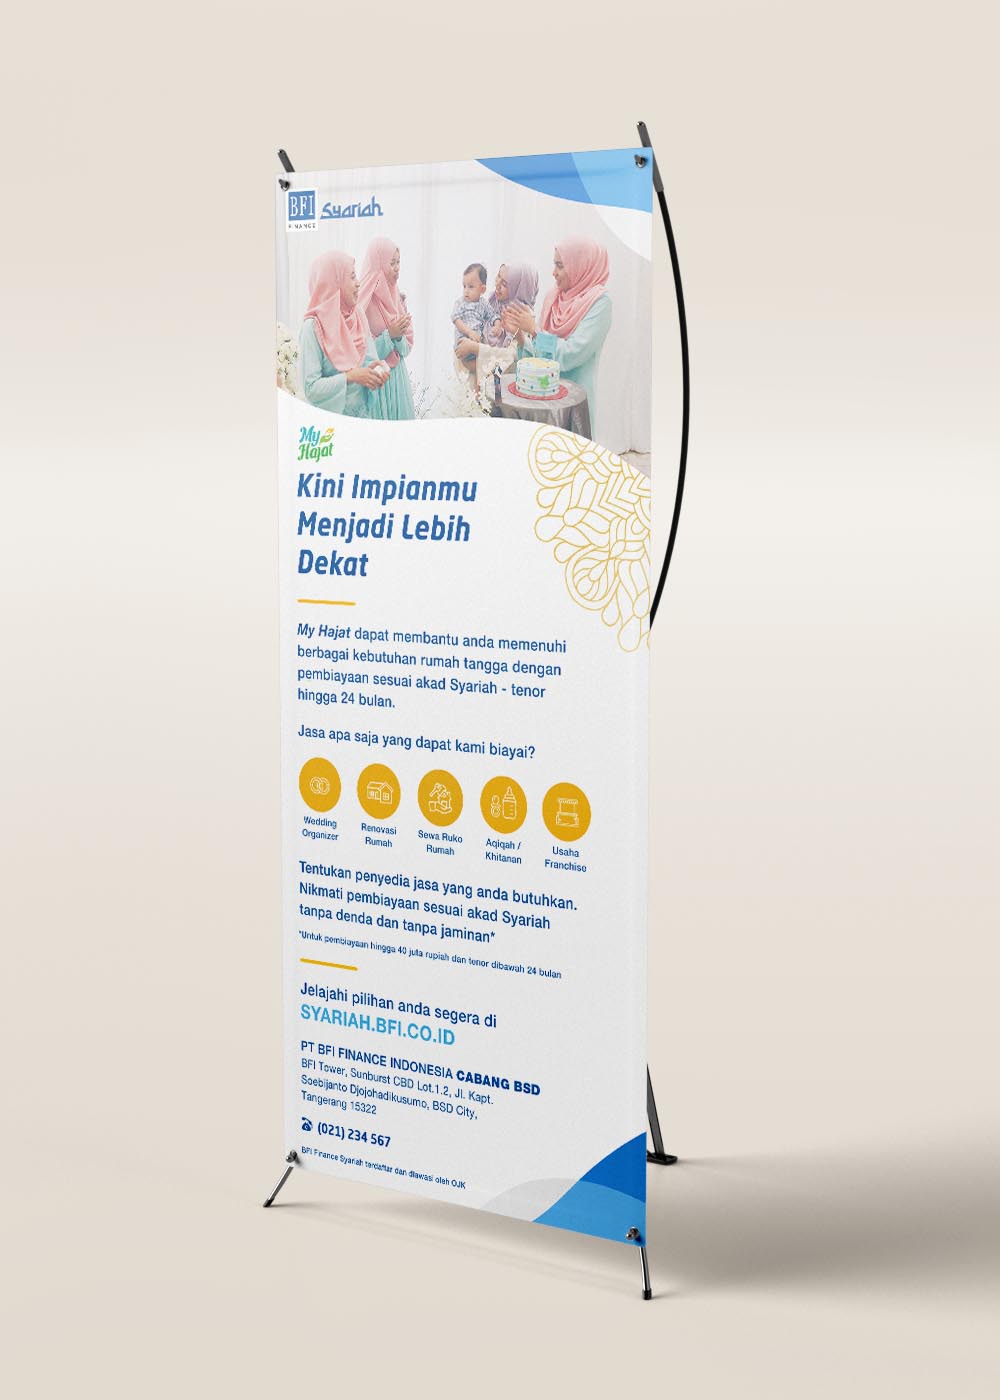 BFI
FINANCE
Syariah
My
Hajat
Kini Impianmu
Menjadi Lebih
Dekat
My Hajat dapat membantu anda memenuhi
berbagai kebutuhan rumah tangga dengan
pembiayaan sesuai akad Syariah - tenor
hingga 24 bulan.
Jasa apa saja yang dapat kami biayai?
Wedding
Organizer
Renovasi
Rumah
Sewa Ruko
Rumah
Aqiqah /
Khitanan
Usaha
Franchise
Tentukan penyedia jasa yang anda butuhkan.
Nikmati pembiayaan sesuai akad Syariah
tanpa denda dan tanpa jaminan*
*Untuk pembiayaan hingga 40 juta rupiah dan tenor dibawah 24 bulan
Jelajahi pilihan anda segera di
SYARIAH.BFI.CO.ID
PT BFI FINANCE INDONESIA CABANG BSD
BFI Tower, Sunburst CBD Lot.1.2, Jl. Kapt.
Soebijanto Djojohadikusumo, BSD City,
Tangerang 15322
(021) 234 567
BFI Finance Syariah terdaftar dan diawasi oleh OJK